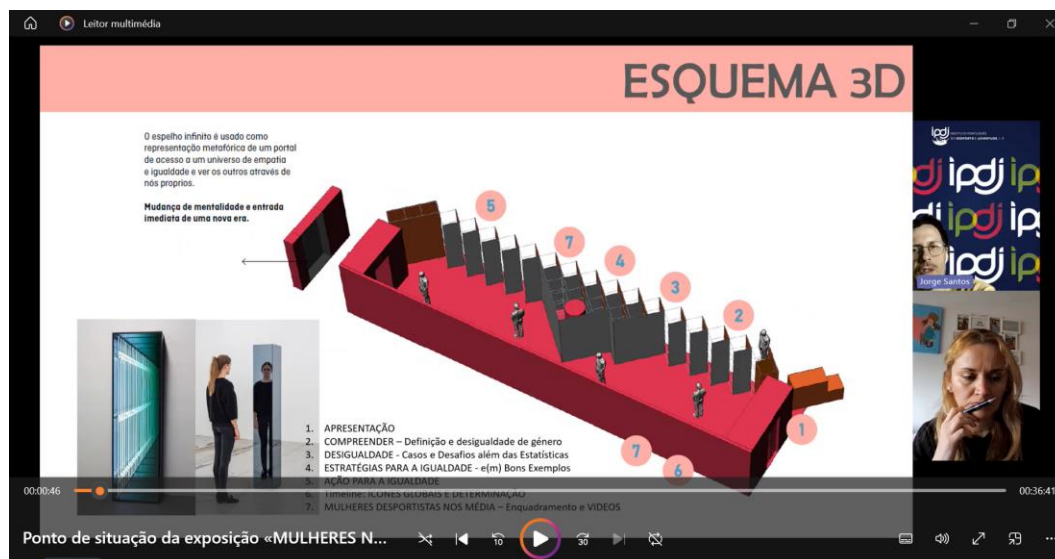 Leitor multimédia
ESQUEMA 3D
O espelho infinito é usado como
representação metafórica de um portal
de acesso a um universo de empatia
e igualdade e ver os outros através de
nós proprios.
Mudança de mentalidade e entrada
imediata de uma nova era.
5
7
4
3
2
1
7
6
1. APRESENTAÇÃO
2. COMPREENDER – Definição e desigualdade de género
3. DESIGUALDADE - Casos e Desafios além das Estatísticas
4. ESTRATÉGIAS PARA A IGUALDADE - e(m) Bons Exemplos
5. AÇÃO PARA A IGUALDADE
6. Timeline: ICONES GLOBAIS E DETERMINAÇÃO
7. MULHERES DESPORTISTAS NOS MÉDIA – Enquadramento e VIDEOS
ipdj
ipdj
ipdj
Jorge Santos
00:00:46
00:36:41
Ponto de situação da exposição «MULHERES N...
10
30